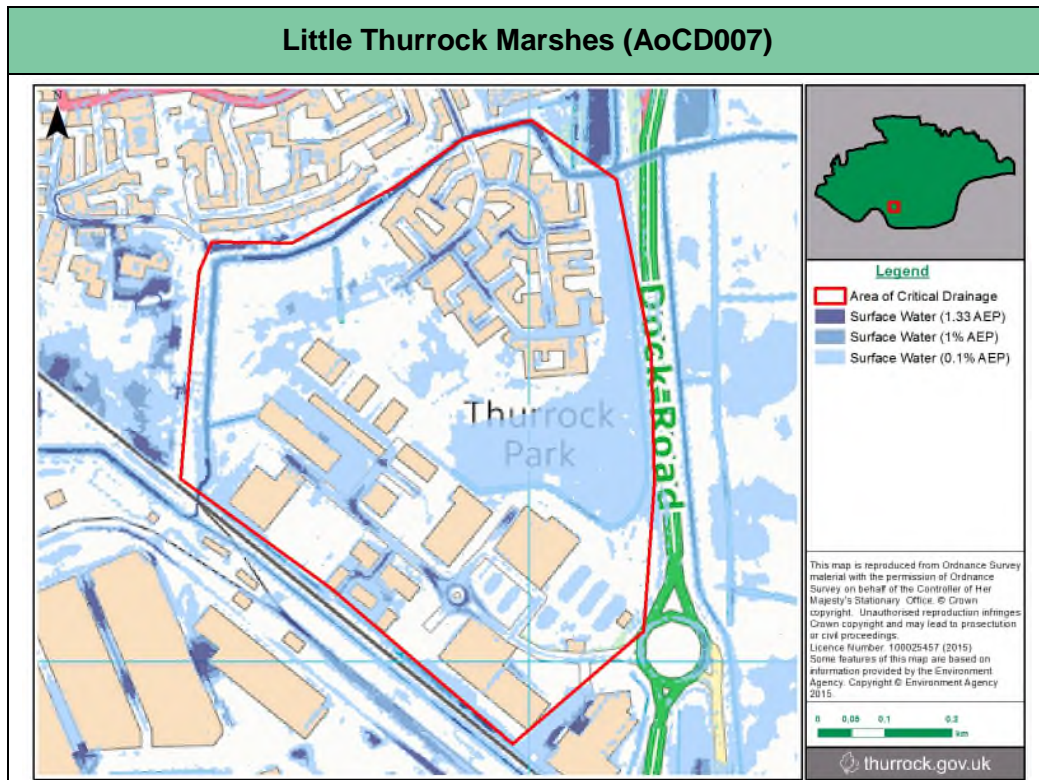 Little Thurrock Marshes (AoCD007)
N
Thurrock
Park
Dock Road
Legend
Area of Critical Drainage
Surface Water (1.33 AEP)
Surface Water (1% AEP)
Surface Water (0.1% AEP)
This map is reproduced from Ordnance Survey
material with the permission of Ordnance
Survey on behalf of the Controller of Her
Majesty's Stationary Office. © Crown
copyright. Unauthorised reproduction infringes
Crown copyright and may lead to prosecution
or civil proceedings.
Licence Number: 100025457 (2015)
Some features of this map are based on
information provided by the Environment
Agency. Copyright © Environment Agency
2015.
0 0.05 0.1 0.2
km
thurrock.gov.uk